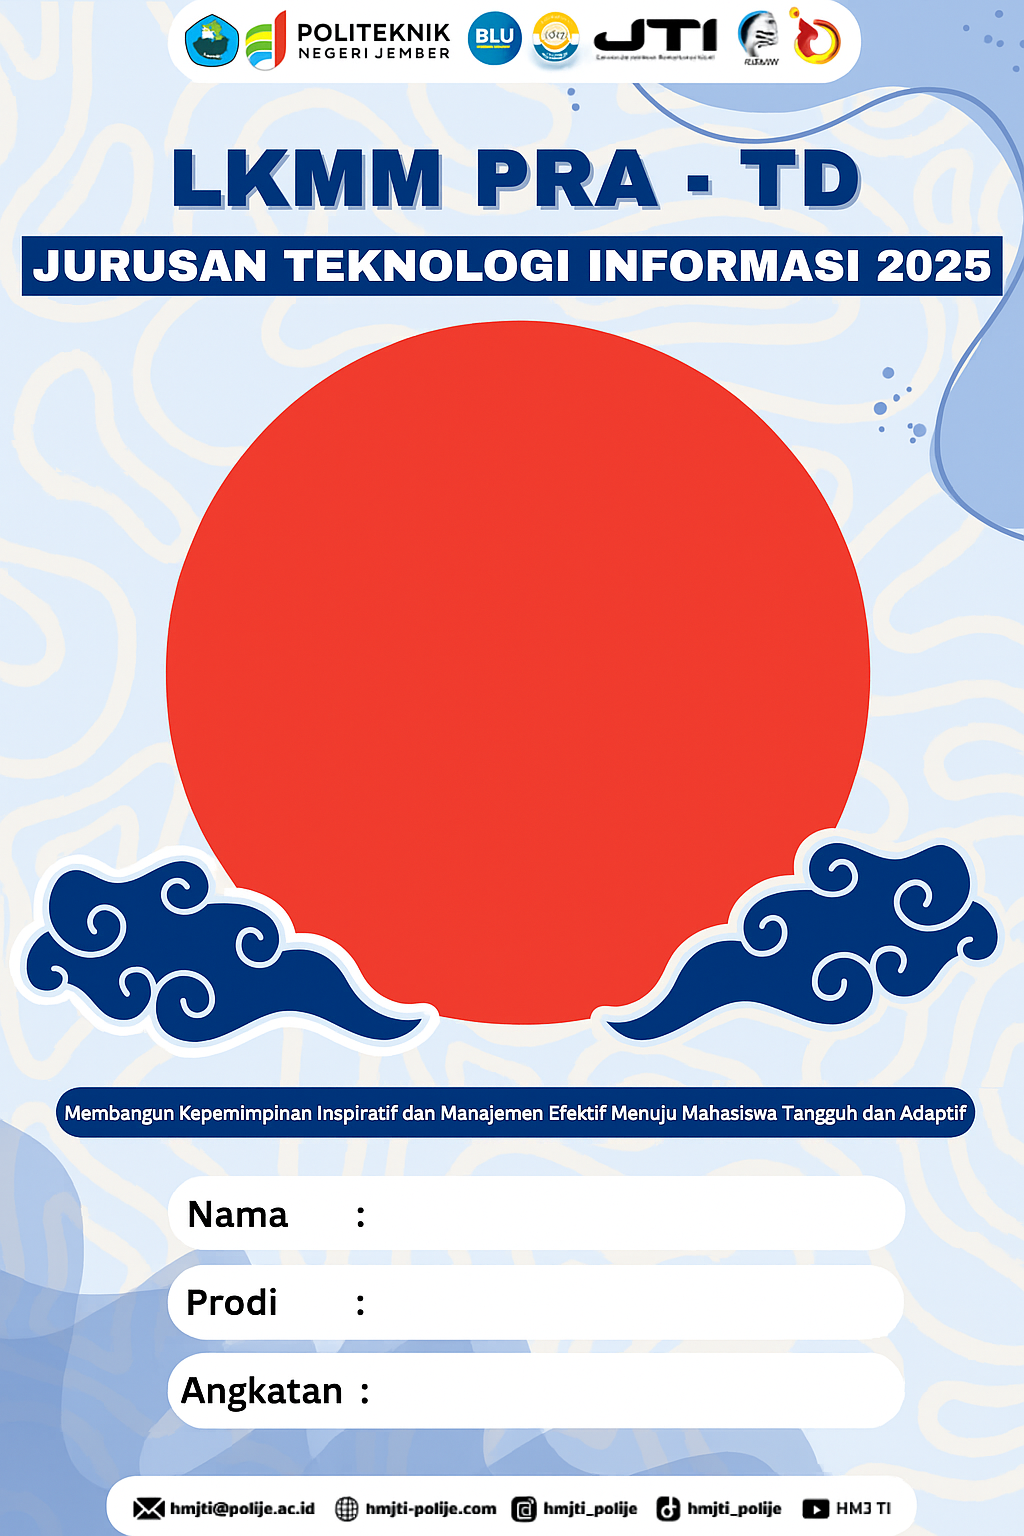 POLITEKNIK
NEGERI JEMBER
BLU
JTI
LKMM PRA - TD
JURUSAN TEKNOLOGI INFORMASI 2025
Membangun Kepemimpinan Inspiratif dan Manajemen Efektif Menuju Mahasiswa Tangguh dan Adaptif
Nama :
Prodi :
Angkatan :
hmjti@polije.ac.id hmjti-polije.com hmjti_polije hmjti_polije HMJ TI